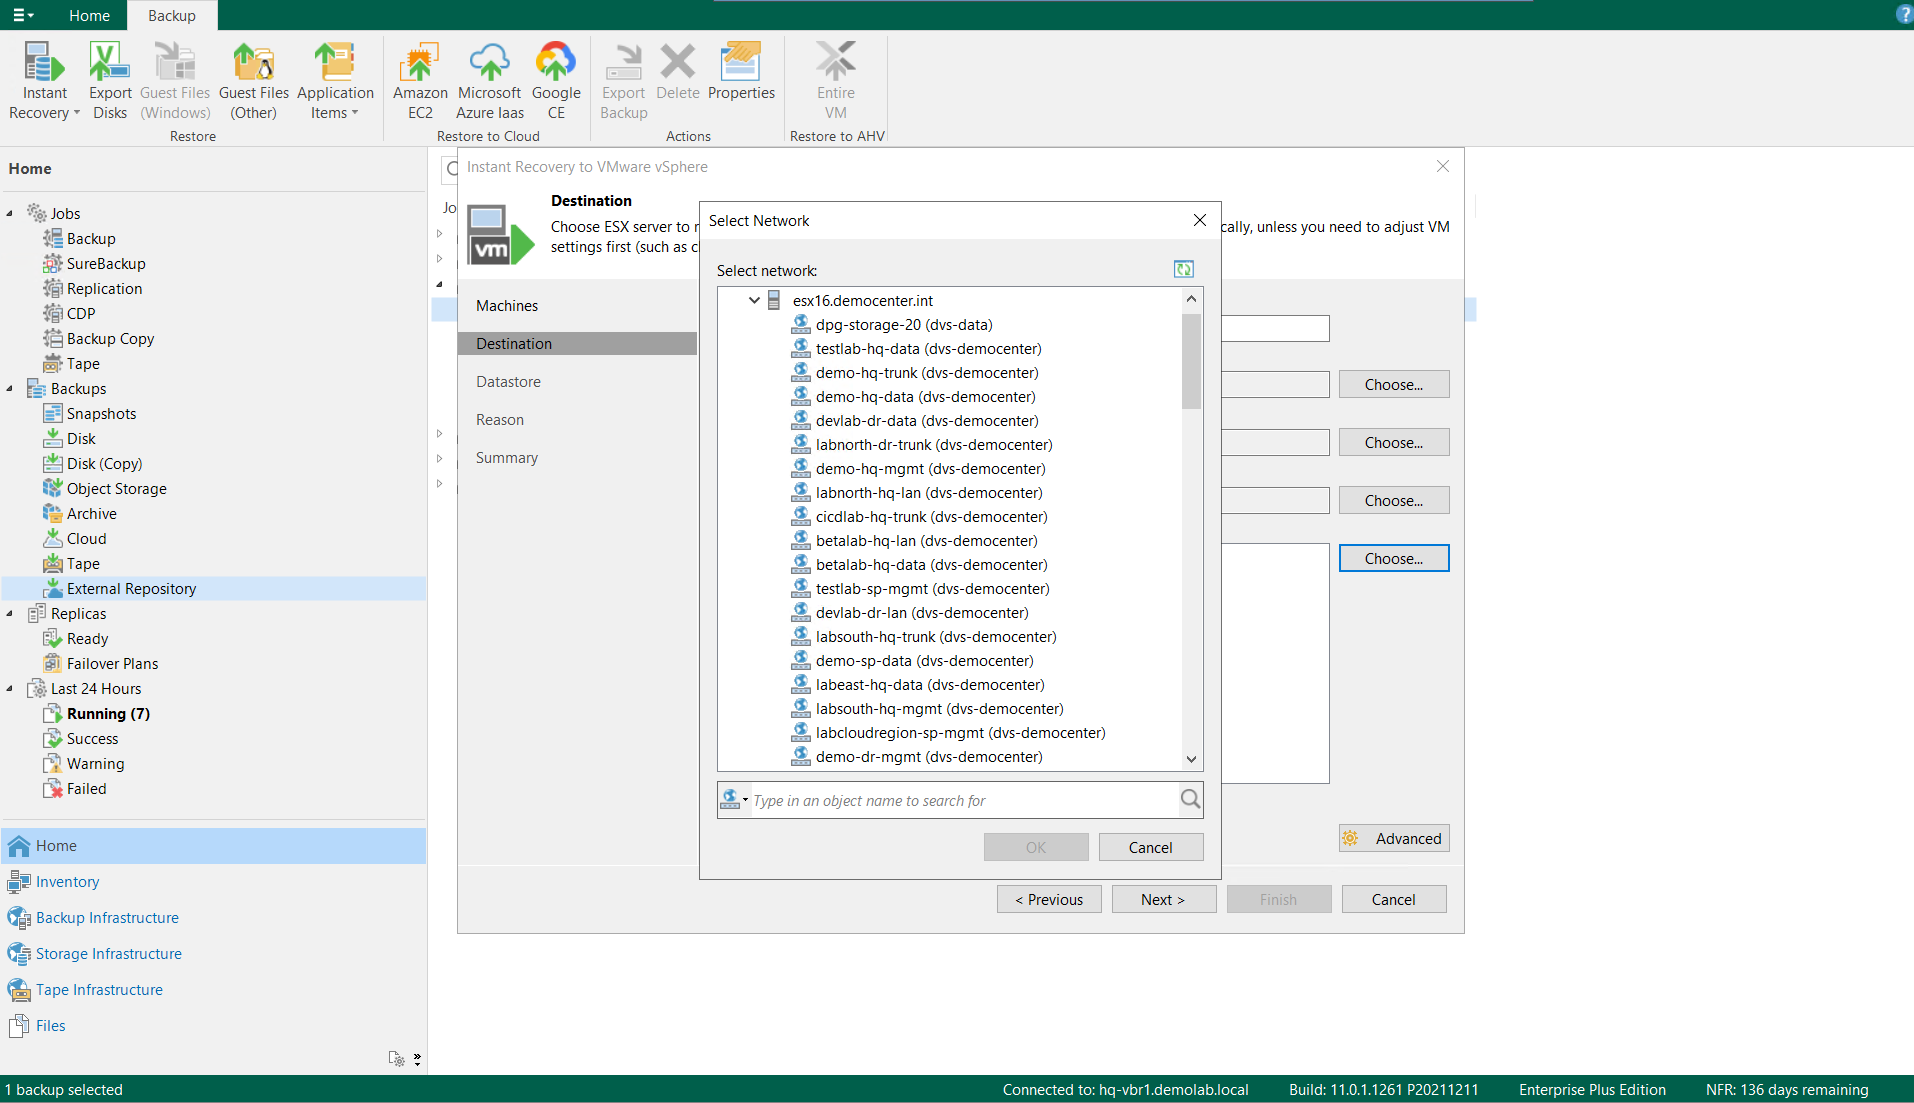 Home
Backup
?
Instant
Recovery
Export
Disks
Guest Files
(Windows)
Guest Files
(Other)
Application
Items
Amazon
EC2
Microsoft
Azure Iaas
Google
CE
Export
Backup
Delete
Properties
Entire
VM
Restore
Restore to Cloud
Actions
Restore to AHV
Home
Jobs
Backup
SureBackup
Replication
CDP
Backup Copy
Tape
Backups
Snapshots
Disk
Disk (Copy)
Object Storage
Archive
Cloud
Tape
External Repository
Replicas
Ready
Failover Plans
Last 24 Hours
Running (7)
Success
Warning
Failed
Home
Inventory
Backup Infrastructure
Storage Infrastructure
Tape Infrastructure
Files
Jo
Instant Recovery to VMware vSphere
vm
Destination
Choose ESX server to r
cally, unless you need to adjust VM
settings first (such as c
Machines
Destination
Datastore
Reason
Summary
Select Network
Select network:
esx16.democenter.int
dpg-storage-20 (dvs-data)
testlab-hq-data (dvs-democenter)
demo-hq-trunk (dvs-democenter)
demo-hq-data (dvs-democenter)
devlab-dr-data (dvs-democenter)
labnorth-dr-trunk (dvs-democenter)
demo-hq-mgmt (dvs-democenter)
labnorth-hq-lan (dvs-democenter)
cicdlab-hq-trunk (dvs-democenter)
betalab-hq-lan (dvs-democenter)
betalab-hq-data (dvs-democenter)
testlab-sp-mgmt (dvs-democenter)
devlab-dr-lan (dvs-democenter)
labsouth-hq-trunk (dvs-democenter)
demo-sp-data (dvs-democenter)
labeast-hq-data (dvs-democenter)
labsouth-hq-mgmt (dvs-democenter)
labcloudregion-sp-mgmt (dvs-democenter)
demo-dr-mgmt (dvs-democenter)
Type in an object name to search for
OK
Cancel
Choose...
Choose...
Choose...
Choose...
Advanced
< Previous
Next >
Finish
Cancel
1 backup selected
Connected to: hq-vbr1.demolab.local
Build: 11.0.1.1261 P20211211
Enterprise Plus Edition
NFR: 136 days remaining